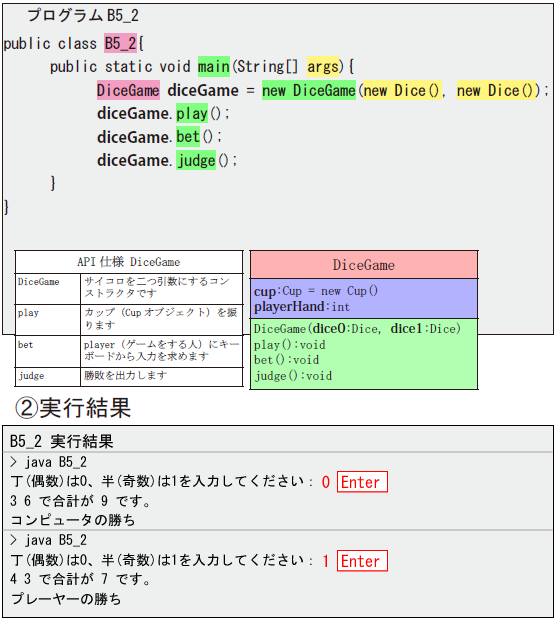 プログラム B5_2
public class B5_2{
public static void main(String[] args){
DiceGame diceGame = new DiceGame(new Dice(), new Dice());
diceGame.play();
diceGame.bet();
diceGame.judge();
}
}
API 仕様 DiceGame
DiceGame サイコロを二つ引数にするコン
ストラクタです
play カップ（Cup オブジェクト）を振
ります
bet player（ゲームをする人）にキー
ボードから入力を求めます
judge 勝敗を出力します
DiceGame
cup:Cup = new Cup()
playerHand:int
DiceGame(dice0:Dice, dice1:Dice)
play():void
bet():void
judge():void
②実行結果
B5_2 実行結果
> java B5_2
丁(偶数)は0、半(奇数)は1を入力してください： 0 Enter
3 6 で合計が 9 です。
コンピュータの勝ち
> java B5_2
丁(偶数)は0、半(奇数)は1を入力してください： 1 Enter
4 3 で合計が 7 です。
プレーヤーの勝ち